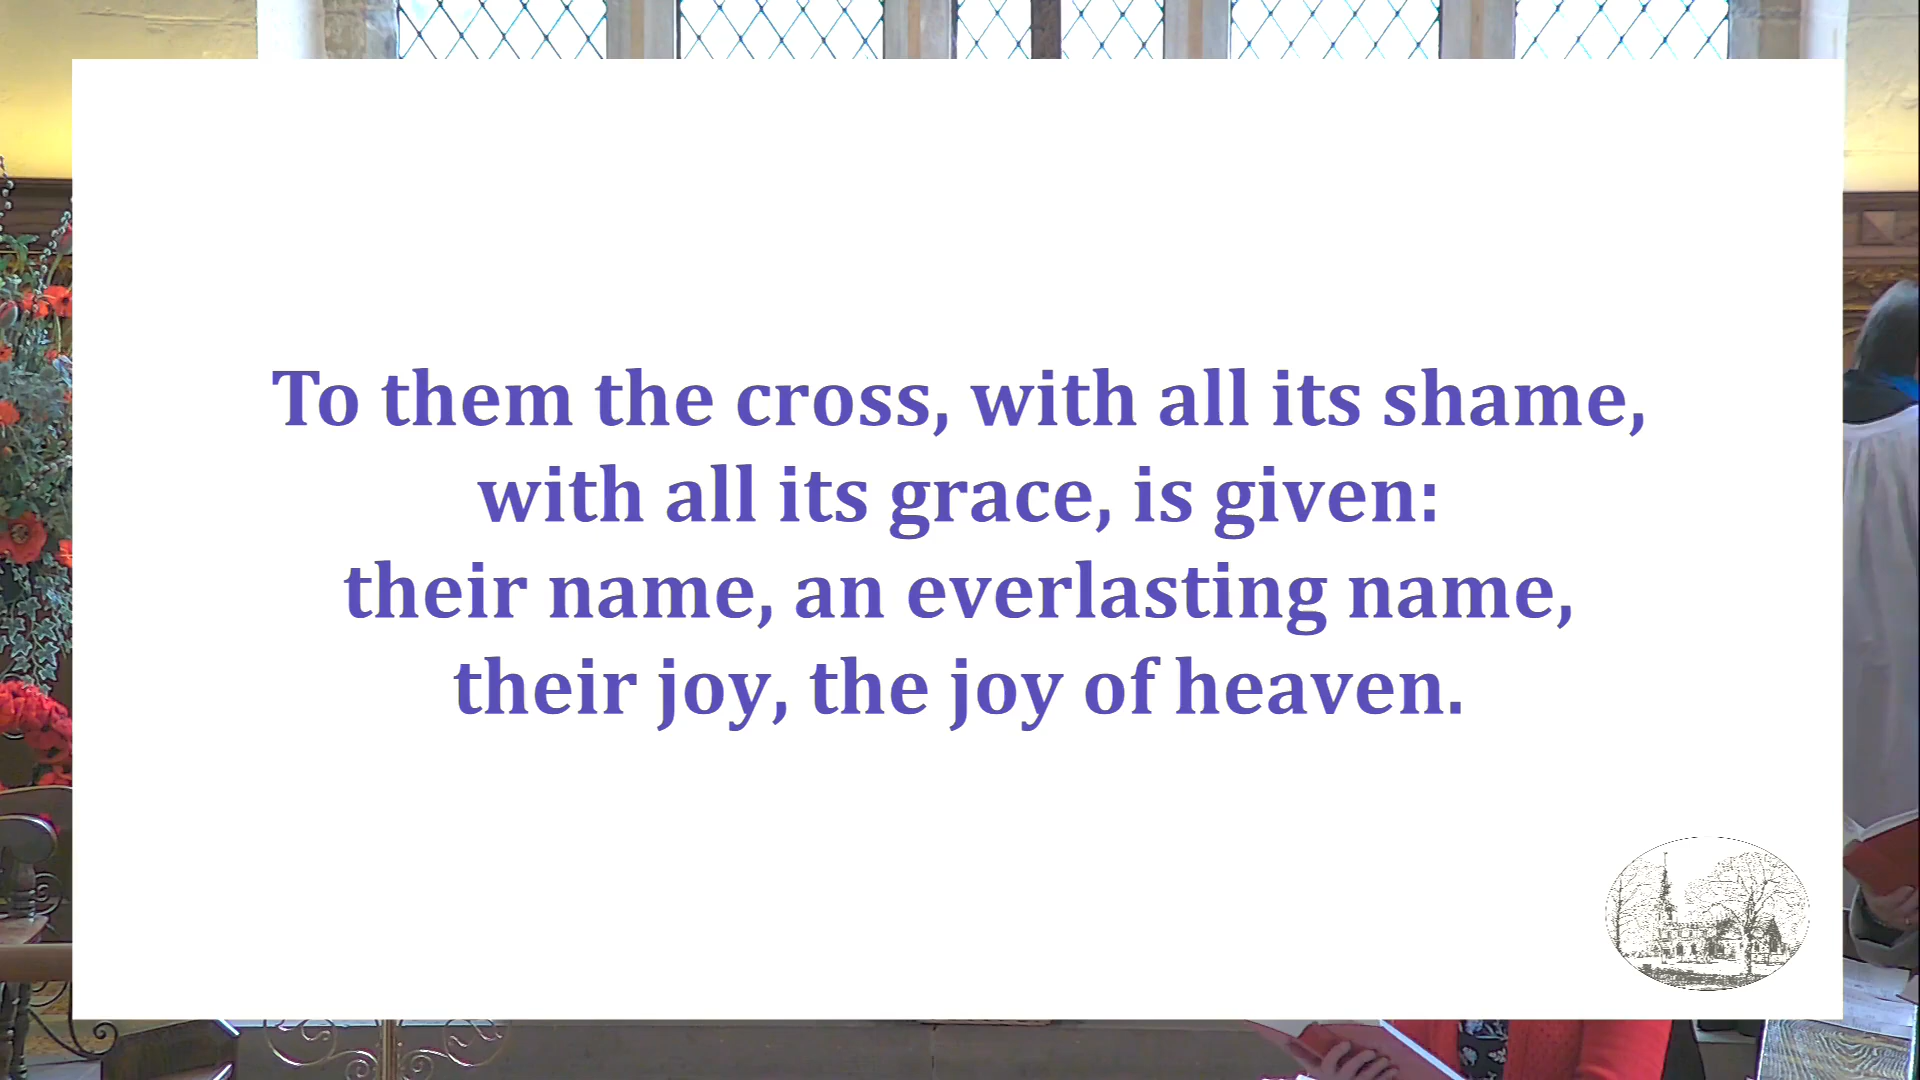 To them the cross, with all its shame,
with all its grace, is given:
their name, an everlasting name,
their joy, the joy of heaven.